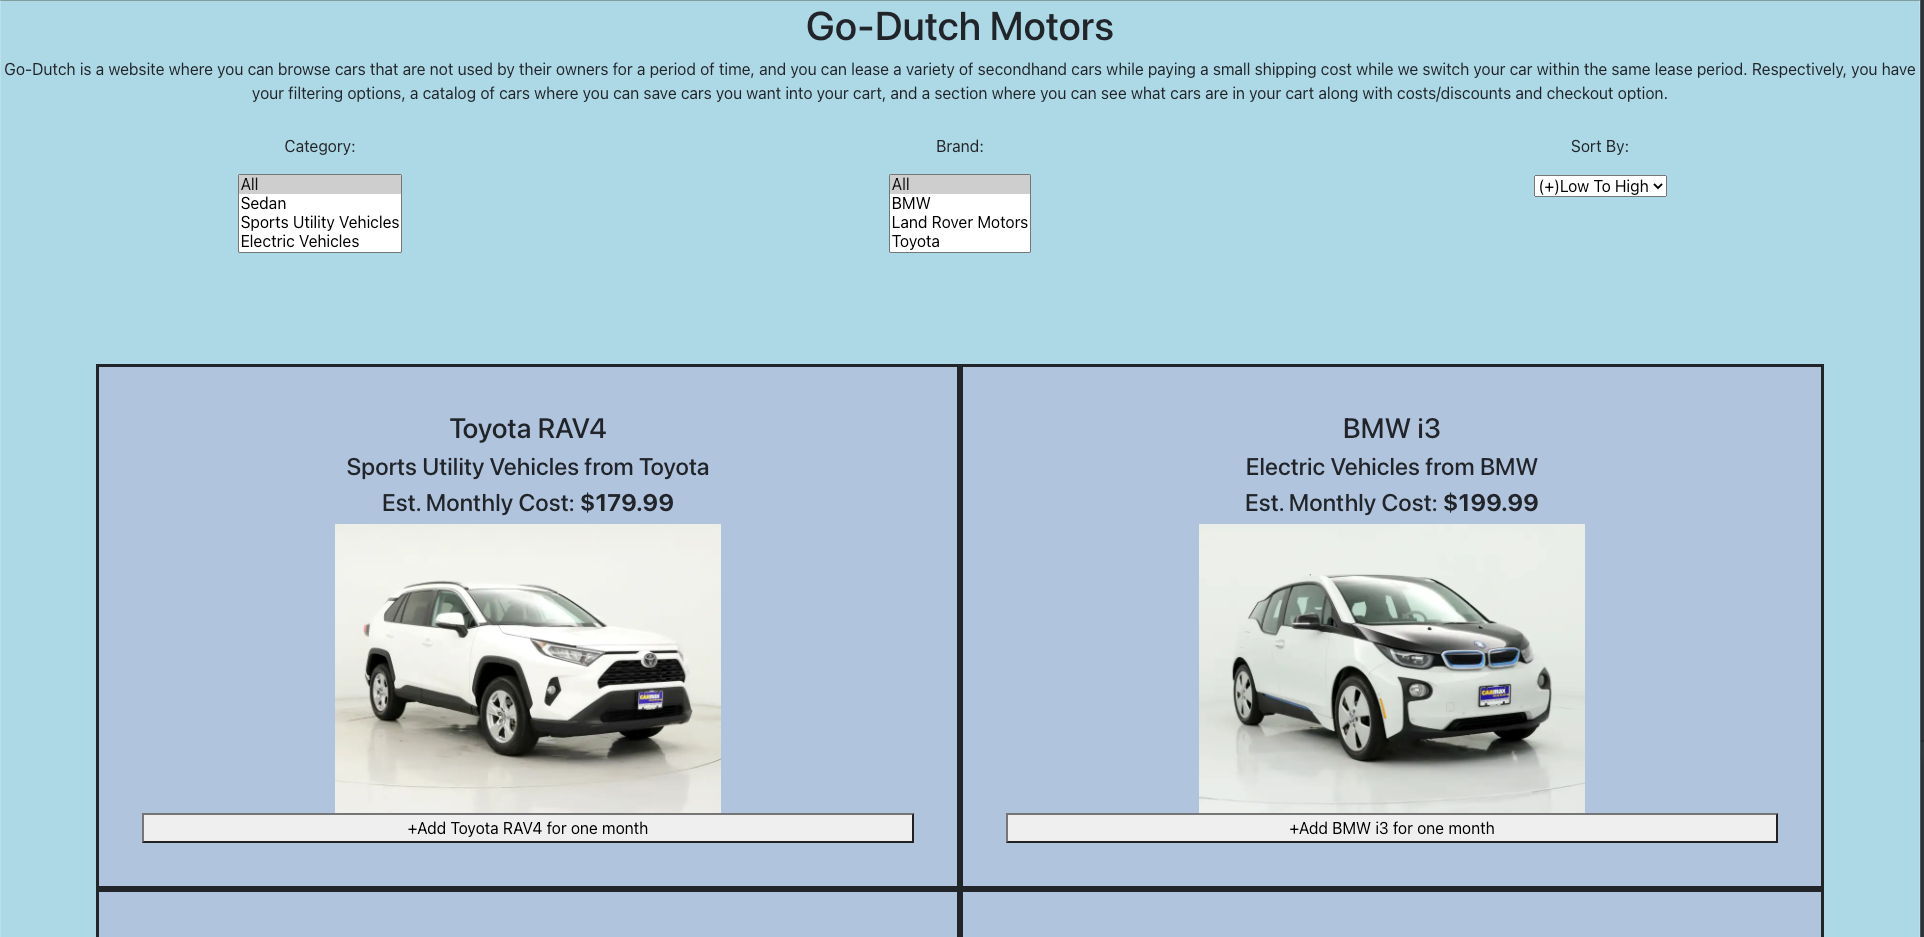 Go-Dutch Motors
Go-Dutch is a website where you can browse cars that are not used by their owners for a period of time, and you can lease a variety of secondhand cars while paying a small shipping cost while we switch your car within the same lease period. Respectively, you have
your filtering options, a catalog of cars where you can save cars you want into your cart, and a section where you can see what cars are in your cart along with costs/discounts and checkout option.
Category:
All
Sedan
Sports Utility Vehicles
Electric Vehicles
Brand:
All
BMW
Land Rover Motors
Toyota
Sort By:
(+)Low To High
Toyota RAV4
Sports Utility Vehicles from Toyota
Est. Monthly Cost: $179.99
CARMAX
+Add Toyota RAV4 for one month
BMW i3
Electric Vehicles from BMW
Est. Monthly Cost: $199.99
CARMAX
+Add BMW i3 for one month